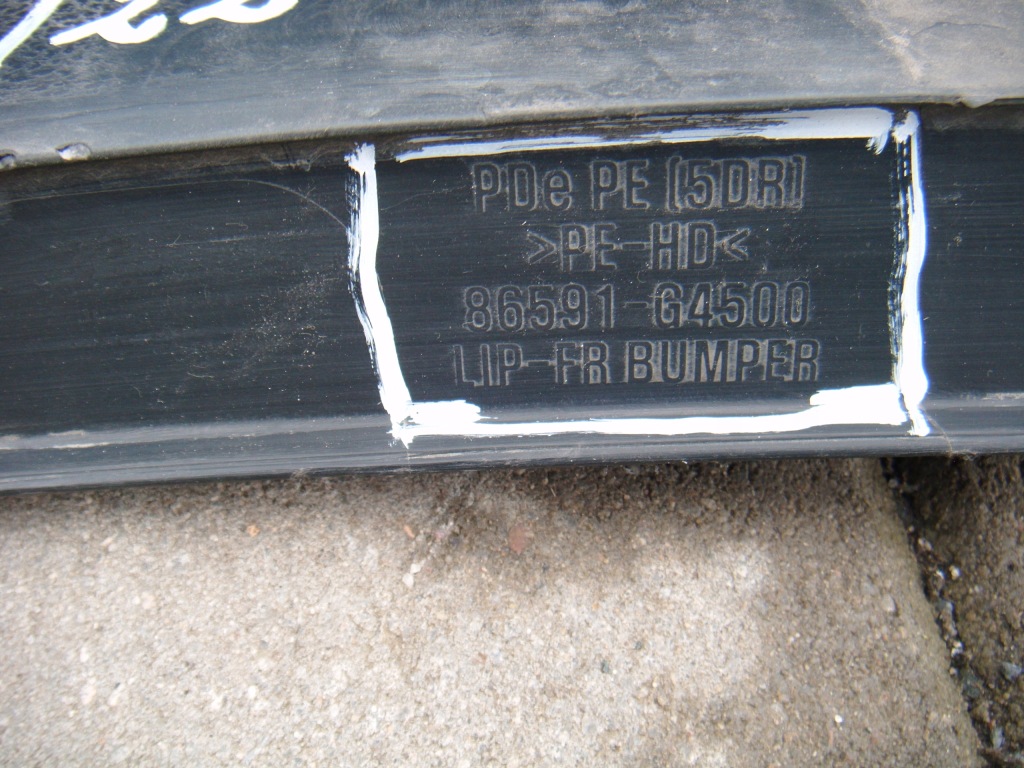 PDe PE (5DR)
>PE-HD<
86591-G4500
LIP-FR BUMPER